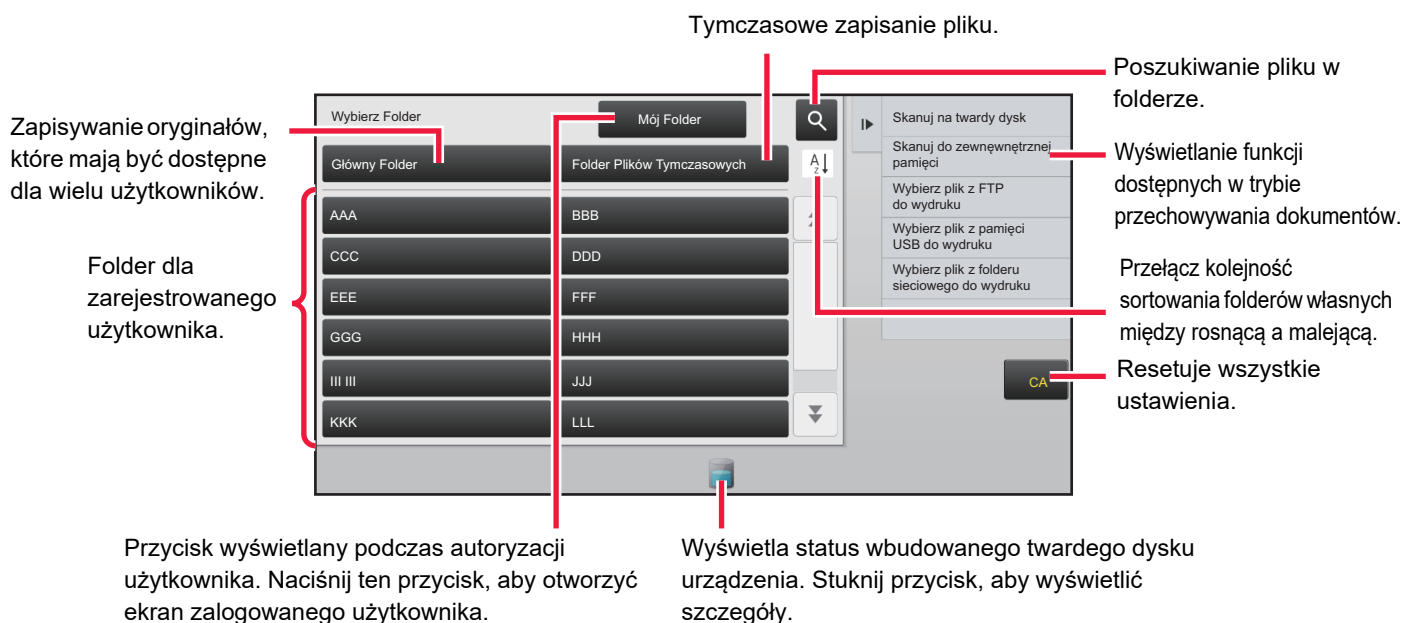 Tymczasowe zapisanie pliku.
Poszukiwanie pliku w
folderze.
Zapisywanie oryginałów,
które mają być dostępne
dla wielu użytkowników.
Wybierz Folder
Mój Folder
Główny Folder
Folder Plików Tymczasowych
A
z
AAA
BBB
CCC
DDD
EEE
FFF
GGG
HHH
III III
JJJ
KKK
LLL
Skanuj na twardy dysk
Skanuj do zewnęwnętrznej
pamięci
Wybierz plik z FTP
do wydruku
Wybierz plik z pamięci
USB do wydruku
Wybierz plik z folderu
sieciowego do wydruku
CA
Wyświetlanie funkcji
dostępnych w trybie
przechowywania dokumentów.
Folder dla
zarejestrowanego
użytkownika.
Przełącz kolejność
sortowania folderów własnych
między rosnącą a malejącą.
Resetuje wszystkie
ustawienia.
Przycisk wyświetlany podczas autoryzacji
użytkownika. Naciśnij ten przycisk, aby otworzyć
ekran zalogowanego użytkownika.
Wyświetla status wbudowanego twardego dysku
urządzenia. Stuknij przycisk, aby wyświetlić
szczegóły.